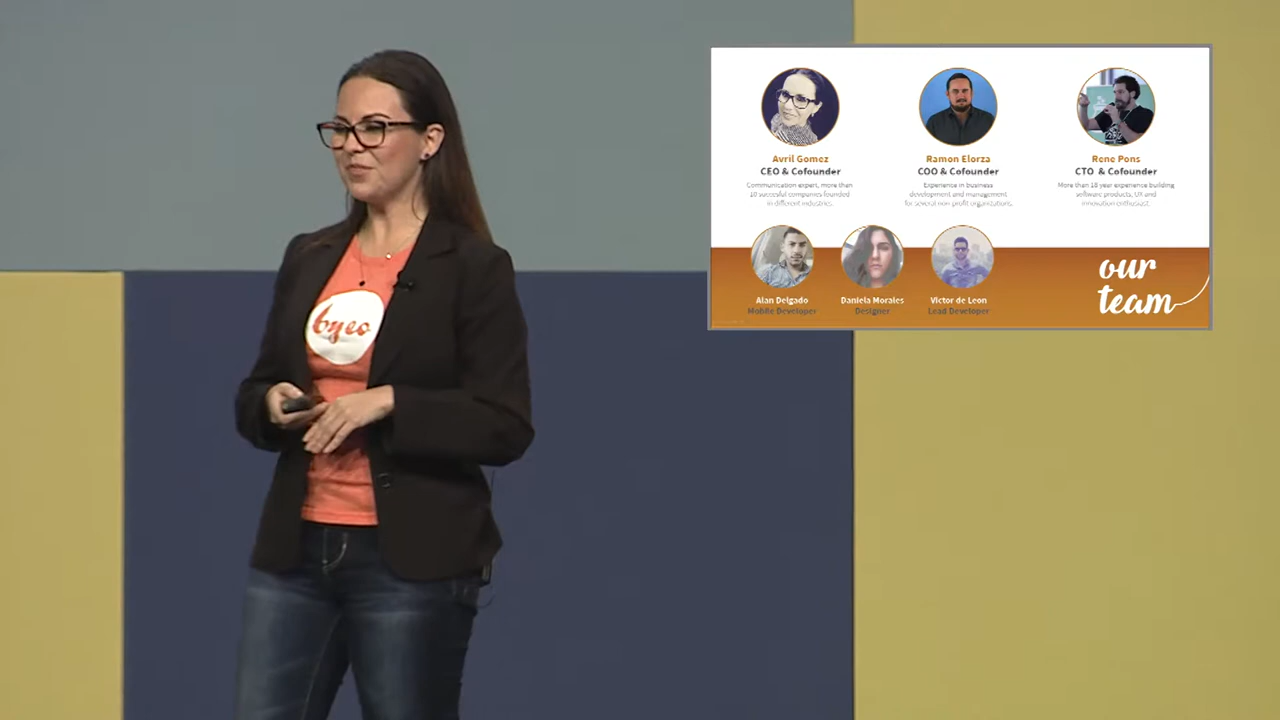 byeo
Avril Gomez
CEO & Cofounder
Communication expert, more than
10 succesful companies founded
in different industries.
Ramon Elorza
COO & Cofounder
Experience in business
development and management
for several non-profit organizations.
Rene Pons
CTO & Cofounder
More than 18 year experience building
software products, UX and
innovation enthusiast.
Alan Delgado
Mobile Developer
Daniela Morales
Designer
Victor de Leon
Lead Developer
our
team